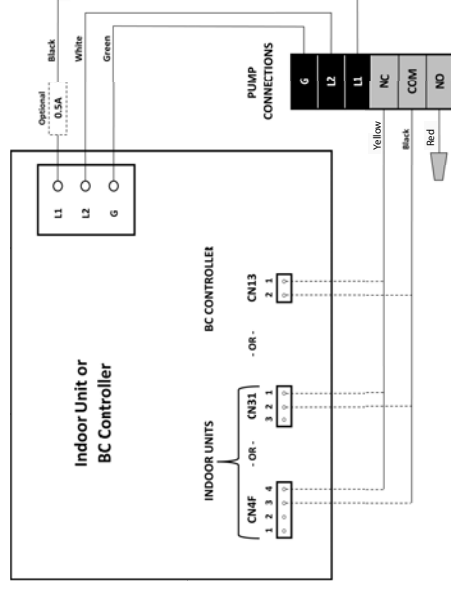 Black
White
Green
Optional
0.5A
PUMP
CONNECTIONS
G
L2
L1
NC
COM
NO
Yellow
Black
Red
L1
L2
G
Indoor Unit or
BC Controller
INDOOR UNITS
BC CONTROLLER
CN4F
- OR -
CN31
- OR -
CN13
1 2 3 4
3 2 1
2 1